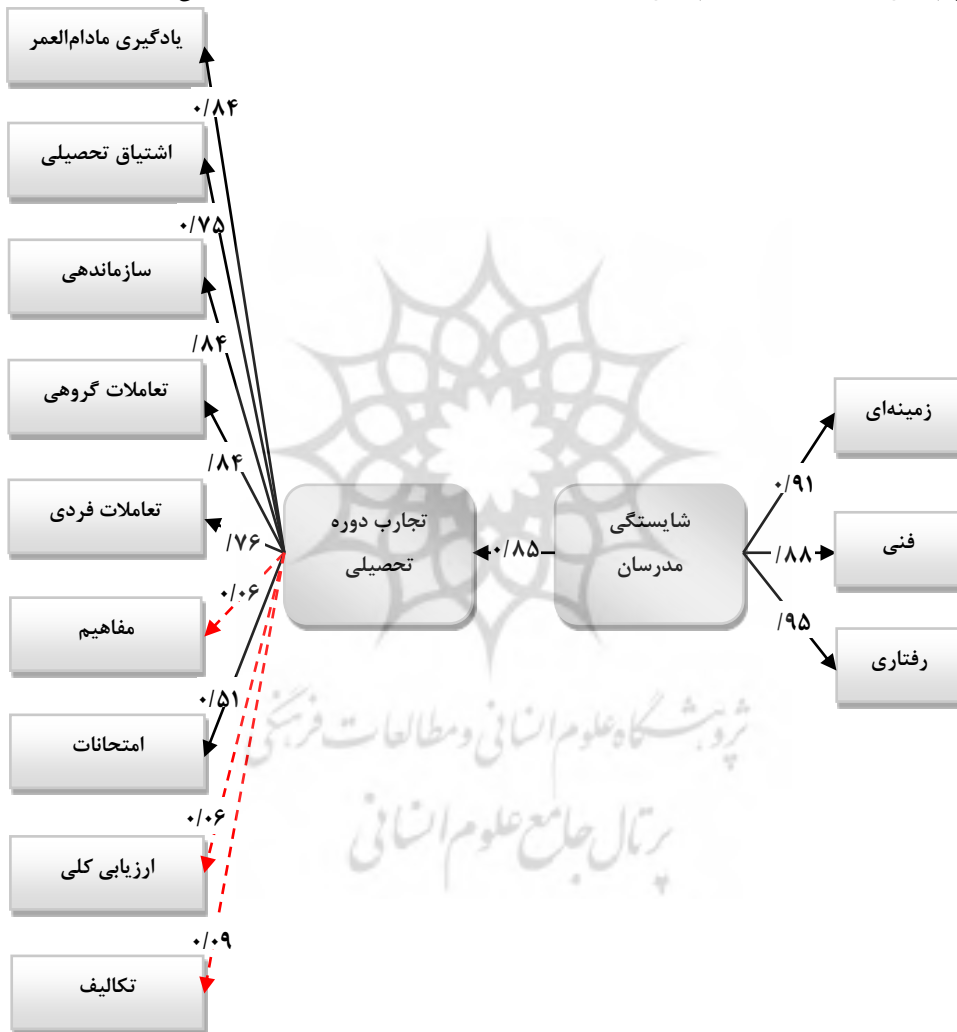 یادگیری مادام‌العمر
۰/۸۴
اشتیاق تحصیلی
۰/۷۵
سازماندهی
/۸۴
تعاملات گروهی
/۸۴
تعاملات فردی
/۷۶
مفاهیم
۰/۰۶
امتحانات
۰/۵۱
ارزیابی کلی
۰/۰۶
تکالیف
۰/۰۹
تجارب دوره
تحصیلی
۰/۸۵
شایستگی
مدرسان
زمینه‌ای
۰/۹۱
فنی
/۸۸
رفتاری
/۹۵
پژوهشگاه علوم انسانی و مطالعات فرهنگی
پرتال جامع علوم انسانی